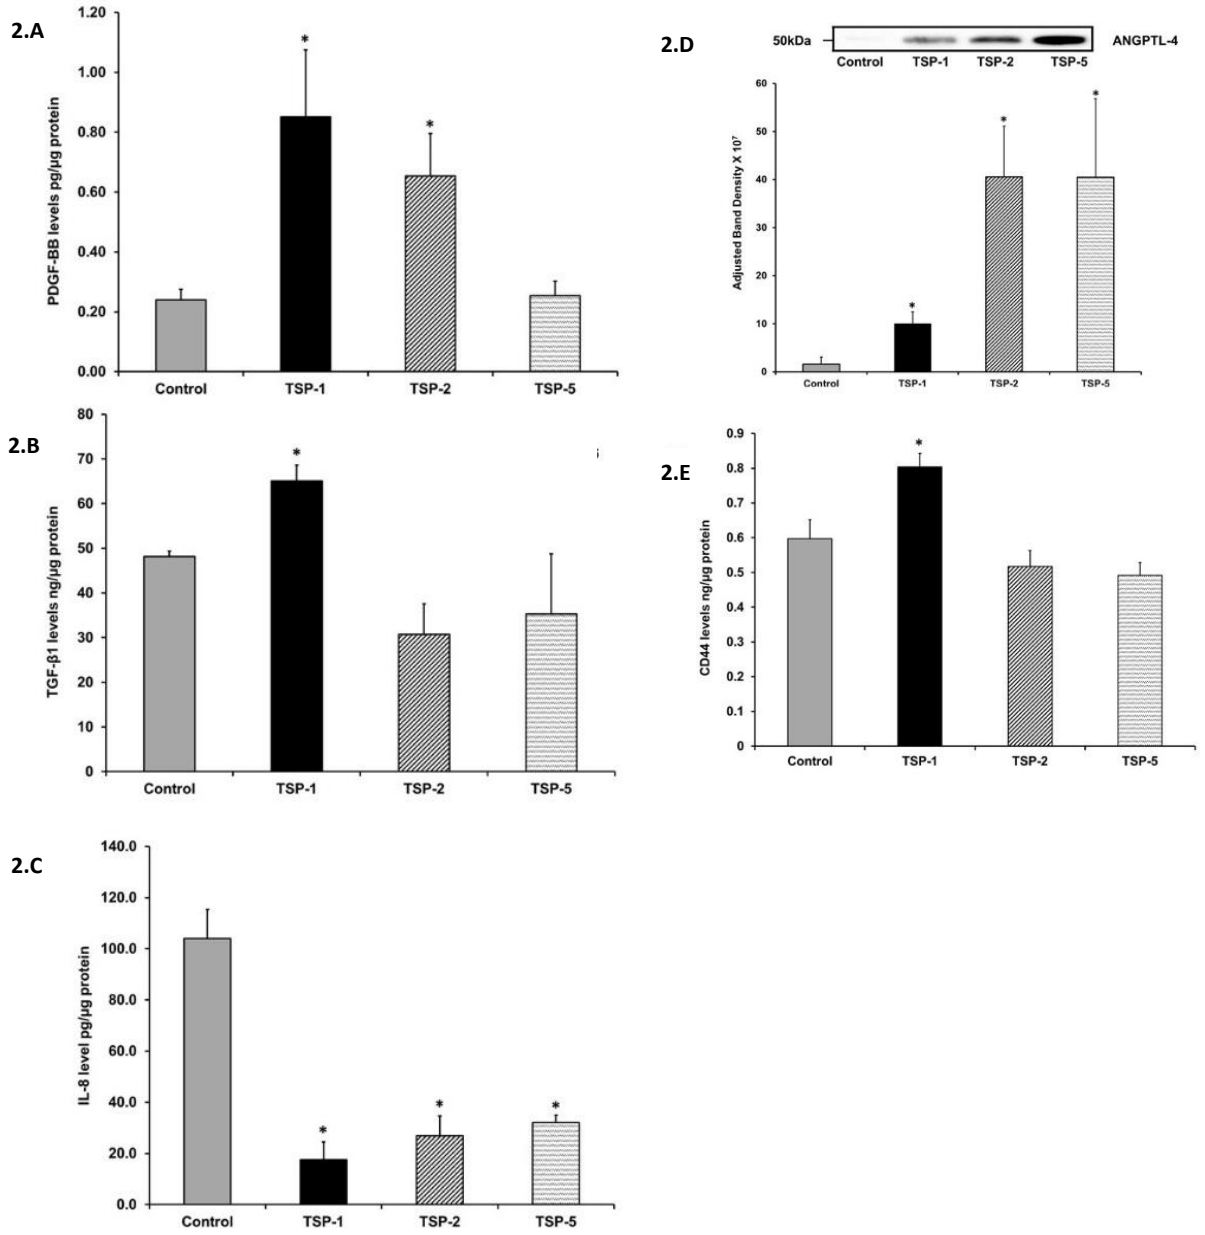 2.A
PDGF-BB levels pg/µg protein
1.20
1.00
0.80
0.60
0.40
0.20
0.00
*
*
Control TSP-1 TSP-2 TSP-5
2.B
TGF-β1 levels ng/µg protein
80
70
60
50
40
30
20
10
0
*
Control TSP-1 TSP-2 TSP-5
2.C
IL-8 level pg/µg protein
140.0
120.0
100.0
80.0
60.0
40.0
20.0
0.0
*
*
*
Control TSP-1 TSP-2 TSP-5
2.D
50kDa
ANGPTL-4
Control TSP-1 TSP-2 TSP-5
Adjusted Band Density X 10⁷
60
50
40
30
20
10
0
*
*
*
Control TSP-1 TSP-2 TSP-5
2.E
CD44 levels ng/µg protein
0.9
0.8
0.7
0.6
0.5
0.4
0.3
0.2
0.1
0
*
Control TSP-1 TSP-2 TSP-5